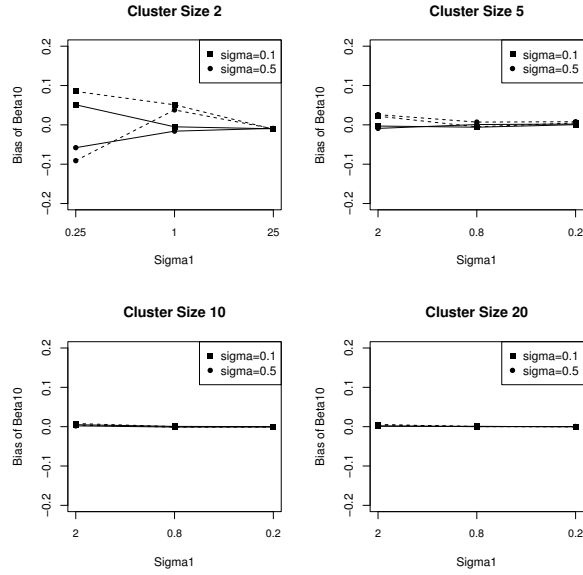 Cluster Size 2
sigma=0.1
sigma=0.5
Bias of Beta10
0.2
0.1
0.0
−0.1
−0.2
0.25 1 25
Sigma1
Cluster Size 5
sigma=0.1
sigma=0.5
Bias of Beta10
0.2
0.1
0.0
−0.1
−0.2
2 0.8 0.2
Sigma1
Cluster Size 10
sigma=0.1
sigma=0.5
Bias of Beta10
0.2
0.1
0.0
−0.1
−0.2
2 0.8 0.2
Sigma1
Cluster Size 20
sigma=0.1
sigma=0.5
Bias of Beta10
0.2
0.1
0.0
−0.1
−0.2
2 0.8 0.2
Sigma1